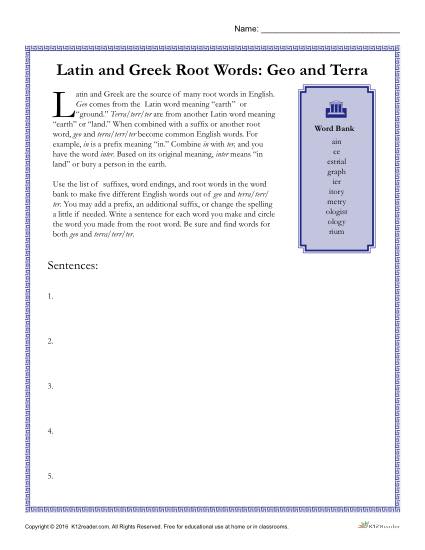 Name:
Latin and Greek Root Words: Geo and Terra
Latin and Greek are the source of many root words in English.
Geo comes from the Latin word meaning "earth" or
"ground." Terra/terr/ter are from another Latin word meaning
"earth" or "land." When combined with a suffix or another root
word, geo and terra/terr/ter become common English words. For
example, in is a prefix meaning "in." Combine in with ter, and you
have the word inter. Based on its original meaning, inter means "in
land" or bury a person in the earth.
Use the list of suffixes, word endings, and root words in the word
bank to make five different English words out of geo and terra/terr/
ter. You may add a prefix, an additional suffix, or change the spelling
a little if needed. Write a sentence for each word you make and circle
the word you made from the root word. Be sure and find words for
both geo and terra/terr/ter.
Word Bank
ain
ce
estrial
graph
ier
itory
metry
ologist
ology
rium
Sentences:
1.
2.
3.
4.
5.
Copyright © 2016 K12reader.com. All Rights Reserved. Free for educational use at home or in classrooms.
K12Reader